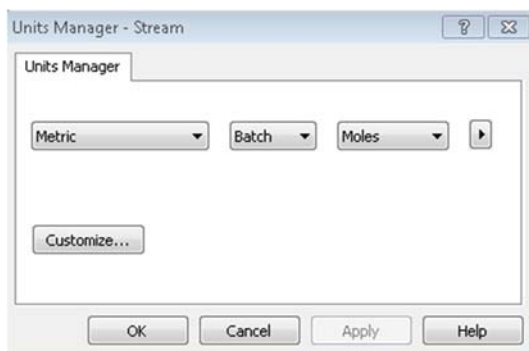 Units Manager - Stream
Units Manager
Metric Batch Moles
Customize...
OK Cancel Apply Help